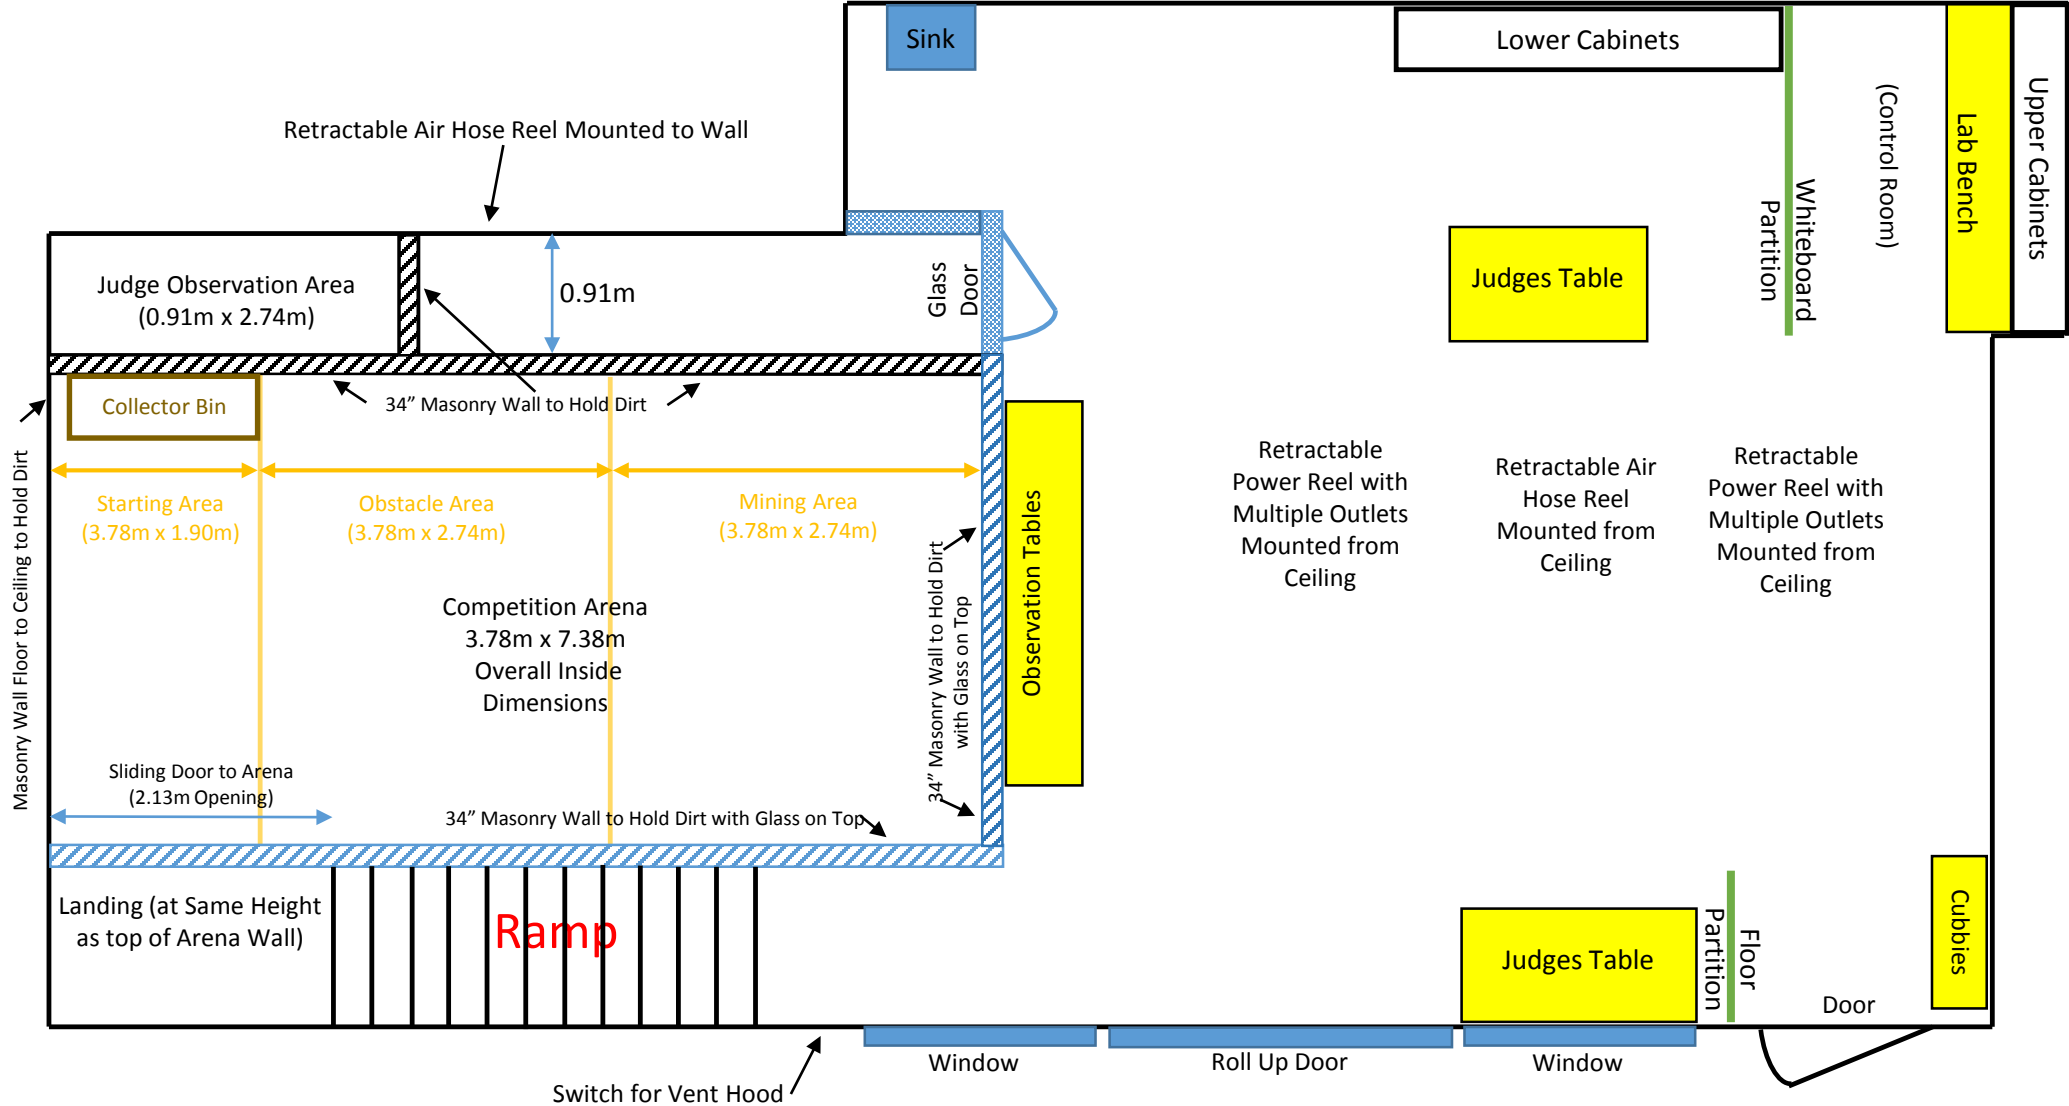 Sink
Lower Cabinets
Retractable Air Hose Reel Mounted to Wall
(Control Room)
Lab Bench
Upper Cabinets
Whiteboard
Partition
Judge Observation Area
(0.91m x 2.74m)
0.91m
Glass
Door
Judges Table
Collector Bin
34” Masonry Wall to Hold Dirt
Masonry Wall Floor to Ceiling to Hold Dirt
Starting Area
(3.78m x 1.90m)
Obstacle Area
(3.78m x 2.74m)
Mining Area
(3.78m x 2.74m)
34” Masonry Wall to Hold Dirt
with Glass on Top
Observation Tables
Retractable
Power Reel with
Multiple Outlets
Mounted from
Ceiling
Retractable Air
Hose Reel
Mounted from
Ceiling
Retractable
Power Reel with
Multiple Outlets
Mounted from
Ceiling
Competition Arena
3.78m x 7.38m
Overall Inside
Dimensions
Sliding Door to Arena
(2.13m Opening)
34” Masonry Wall to Hold Dirt with Glass on Top
Landing (at Same Height
as top of Arena Wall)
Ramp
Judges Table
Floor
Partition
Cubbies
Door
Window
Roll Up Door
Window
Switch for Vent Hood